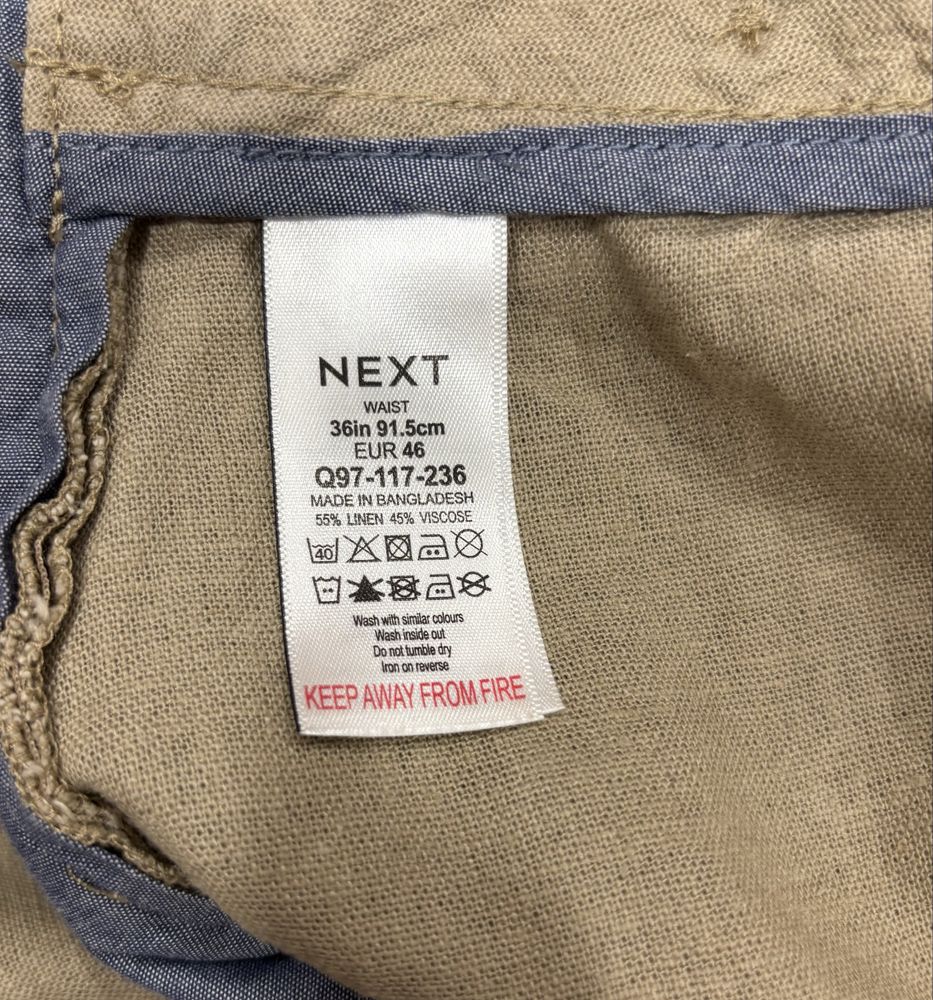 NEXT
WAIST
36in 91.5cm
EUR 46
Q97-117-236
MADE IN BANGLADESH
55% LINEN 45% VISCOSE
40
Wash with similar colours
Wash inside out
Do not tumble dry
Iron on reverse
KEEP AWAY FROM FIRE